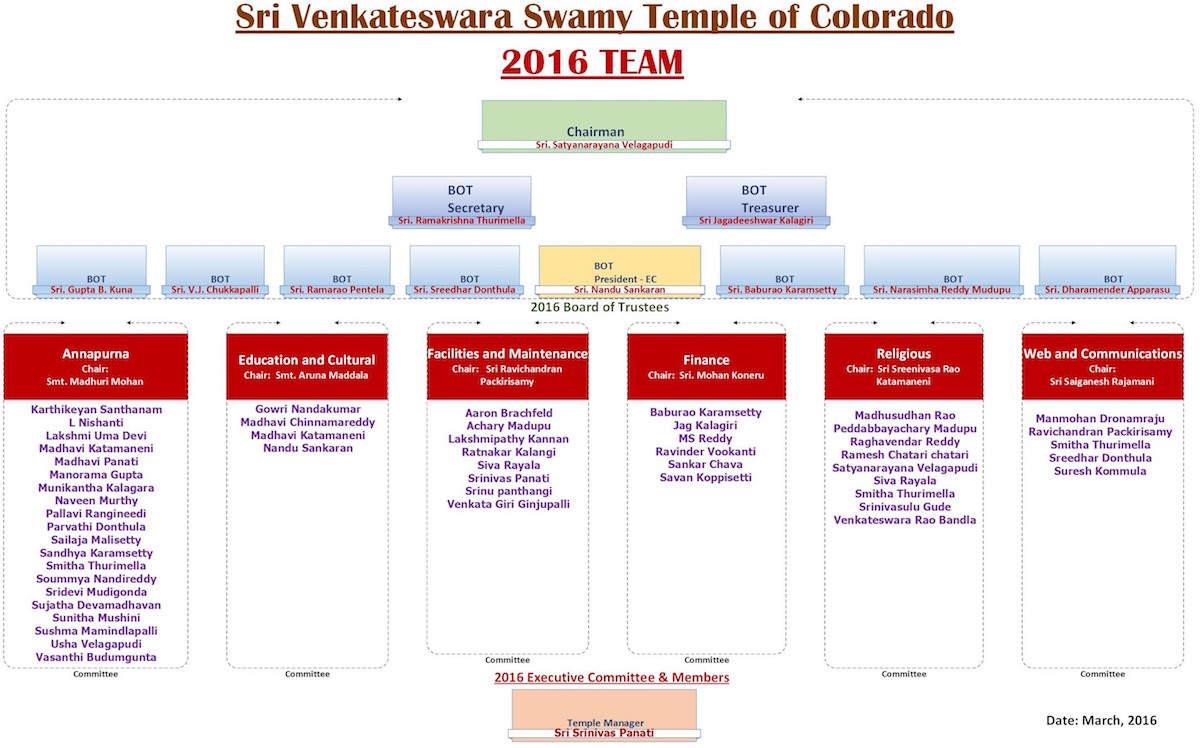 Sri Venkateswara Swamy Temple of Colorado
2016 TEAM
Chairman
Sri. Satyanarayana Velagapudi
BOT
Secretary
Sri. Ramakrishna Thurimella
BOT
Treasurer
Sri Jagadeeshwar Kalagiri
BOT
Sri. Gupta B. Kuna
BOT
Sri. V.J. Chukkapalli
BOT
Sri. Ramarao Pentela
BOT
Sri. Sreedhar Donthula
BOT
President - EC
Sri. Nandu Sankaran
BOT
Sri. Baburao Karamsetty
BOT
Sri. Narasimha Reddy Mudupu
BOT
Sri. Dharamender Apparasu
2016 Board of Trustees
Annapurna
Chair:
Smt. Madhuri Mohan
Karthikeyan Santhanam
L Nishanti
Lakshmi Uma Devi
Madhavi Katamaneni
Madhavi Panati
Manorama Gupta
Munikantha Kalagara
Naveen Murthy
Pallavi Rangineedi
Parvathi Donthula
Sailaja Malisetty
Sandhya Karamsetty
Smitha Thurimella
Soummya Nandireddy
Sridevi Mudigonda
Sujatha Devamadhavan
Sunitha Mushini
Sushma Mamindlapalli
Usha Velagapudi
Vasanthi Budumgunta
Committee
Education and Cultural
Chair: Smt. Aruna Maddala
Gowri Nandakumar
Madhavi Chinnamareddy
Madhavi Katamaneni
Nandu Sankaran
Committee
Facilities and Maintenance
Chair: Sri Ravichandran
Packirisamy
Aaron Brachfeld
Achary Madupu
Lakshmipathy Kannan
Ratnakar Kalangi
Siva Rayala
Srinivas Panati
Srinu panthangi
Venkata Giri Ginjupalli
Committee
Finance
Chair: Sri. Mohan Koneru
Baburao Karamsetty
Jag Kalagiri
MS Reddy
Ravinder Vookanti
Sankar Chava
Savan Koppisetti
Committee
Religious
Chair: Sri Sreenivasa Rao
Katamaneni
Madhusudhan Rao
Peddabbayachary Madupu
Raghavendar Reddy
Ramesh Chatari chatari
Satyanarayana Velagapudi
Siva Rayala
Smitha Thurimella
Srinivasulu Gude
Venkateswara Rao Bandla
Committee
Web and Communications
Chair:
Sri Saiganesh Rajamani
Manmohan Dronamraju
Ravichandran Packirisamy
Smitha Thurimella
Sreedhar Donthula
Suresh Kommula
Committee
2016 Executive Committee & Members
Temple Manager
Sri Srinivas Panati
Date: March, 2016